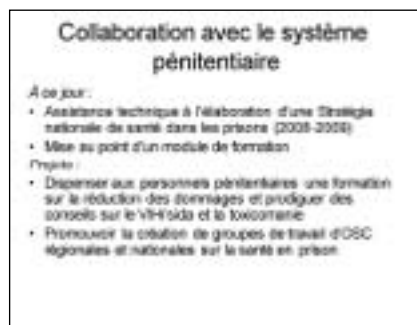 Collaboration avec le système
pénitentiaire
À ce jour :
• Assistance technique à l'élaboration d'une Stratégie
nationale de santé dans les prisons (2008-2009)
• Mise au point d'un module de formation
Projets :
• Dispenser aux personnels pénitentiaires une formation
sur la réduction des dommages et prodiguer des
conseils sur le VIH/sida et la toxicomanie
• Promouvoir la création de groupes de travail d'OSC
régionales et nationales sur la santé en prison